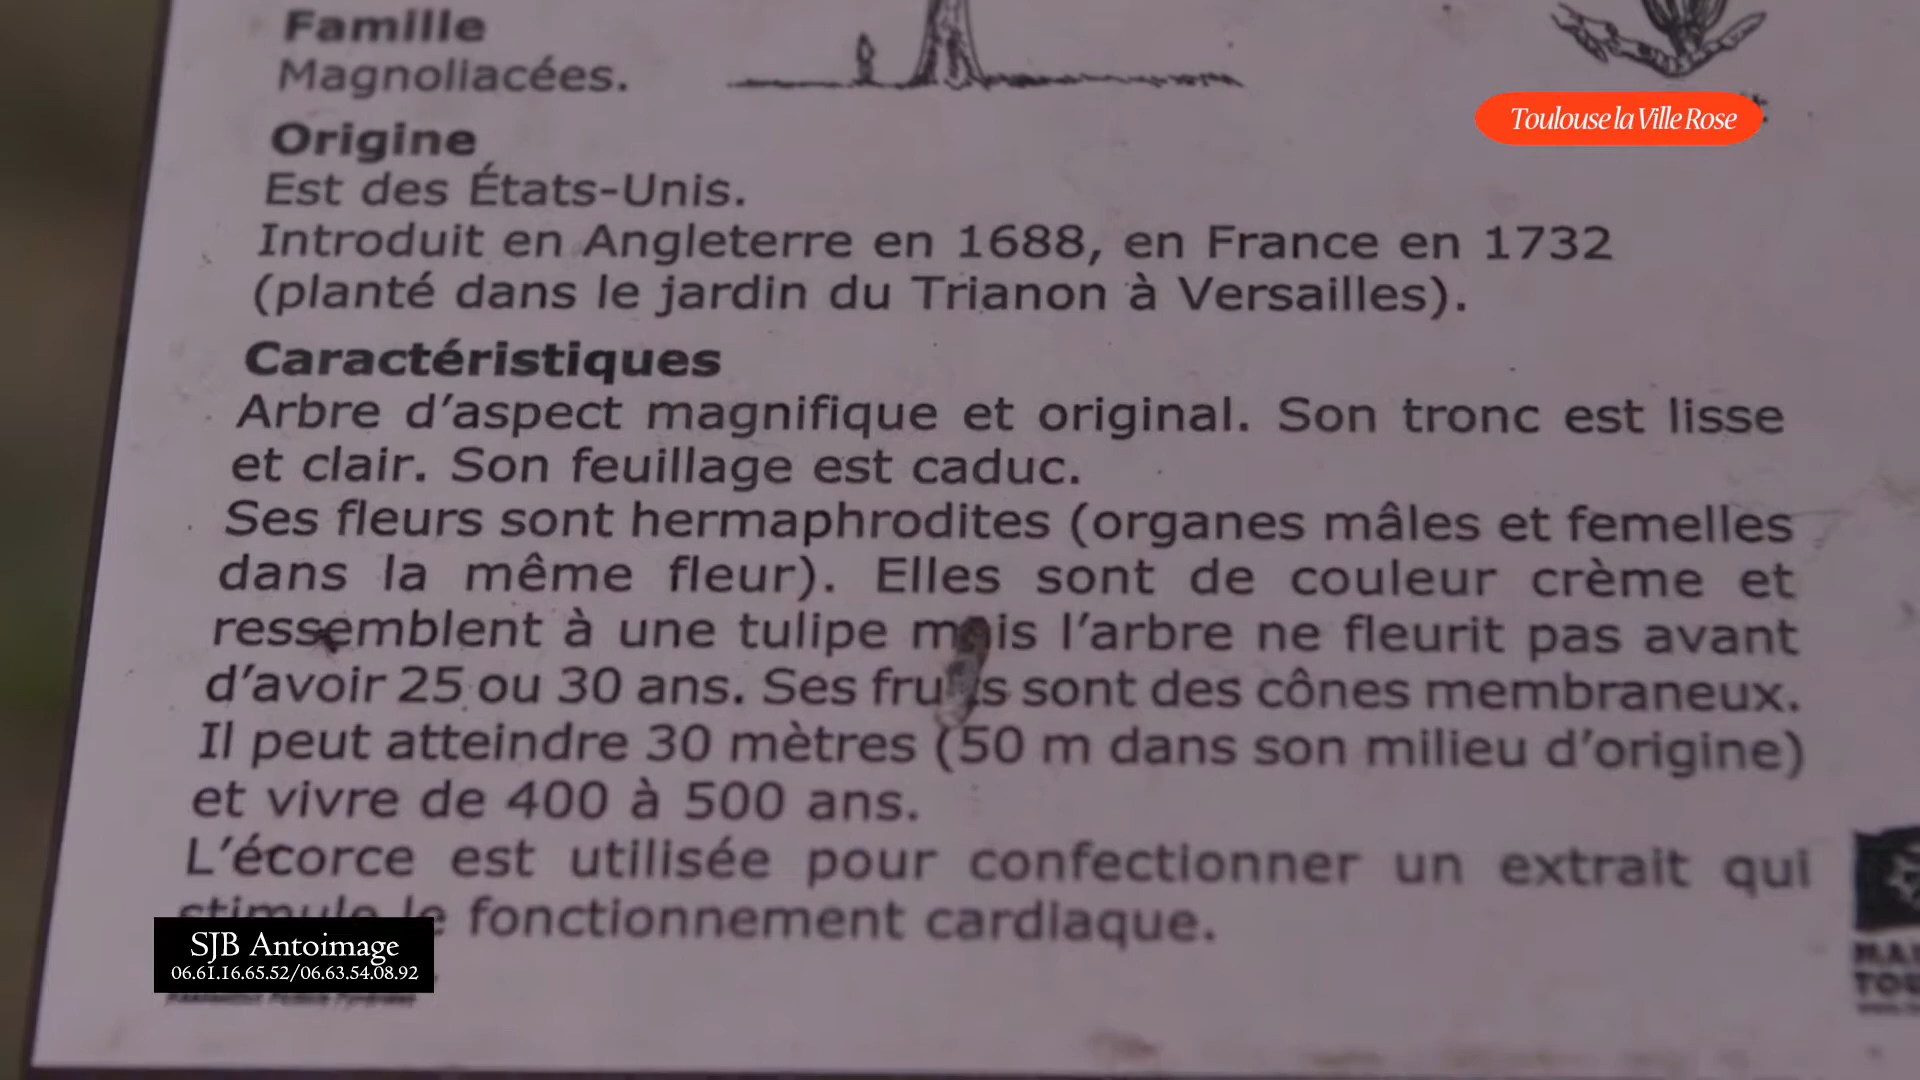 Famille
Magnoliacées.
Toulouse la Ville Rose
Origine
Est des États-Unis.
Introduit en Angleterre en 1688, en France en 1732
(planté dans le jardin du Trianon à Versailles).
Caractéristiques
Arbre d'aspect magnifique et original. Son tronc est lisse
et clair. Son feuillage est caduc.
Ses fleurs sont hermaphrodites (organes mâles et femelles
dans la même fleur). Elles sont de couleur crème et
ressemblent à une tulipe mais l'arbre ne fleurit pas avant
d'avoir 25 ou 30 ans. Ses fruits sont des cônes membraneux.
Il peut atteindre 30 mètres (50 m dans son milieu d'origine)
et vivre de 400 à 500 ans.
L'écorce est utilisée pour confectionner un extrait qui
stimule le fonctionnement cardiaque.
SJB Antoimage
06.61.16.65.52/06.63.54.08.92